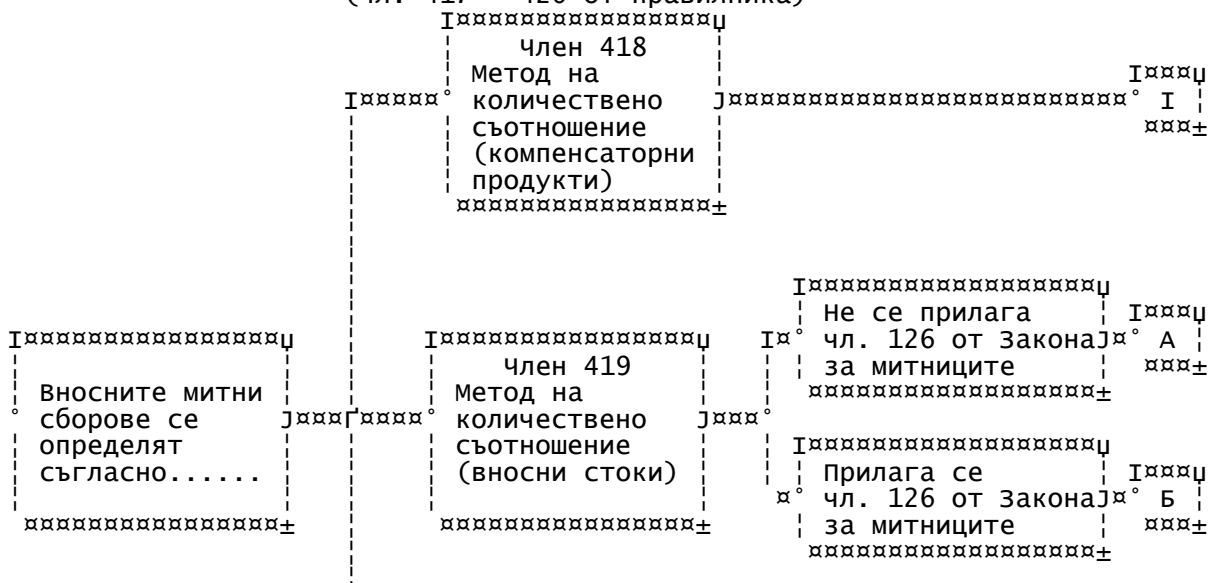 Член 418
Метод на
количествено
съотношение
(компенсаторни
продукти)
I
Вносните митни
сборове се
определят
съгласно......
Член 419
Метод на
количествено
съотношение
(вносни стоки)
Не се прилага
чл. 126 от Закона
за митниците
А
Прилага се
чл. 126 от Закона
за митниците
Б